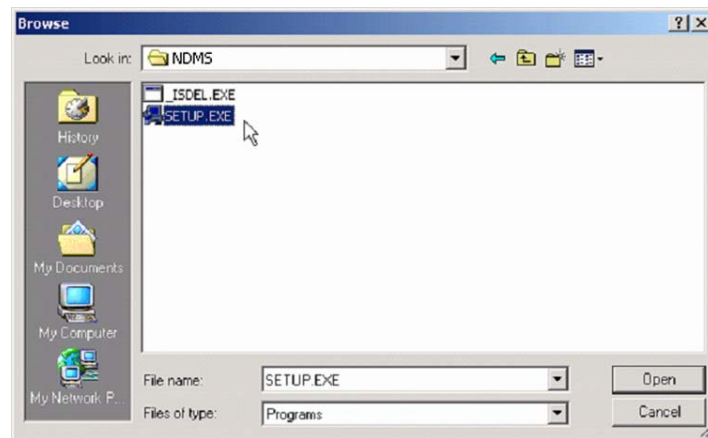 Browse
Look in: NDMS
_ISDEL.EXE
SETUP.EXE
History
Desktop
My Documents
My Computer
My Network P...
File name: SETUP.EXE Open
Files of type: Programs Cancel